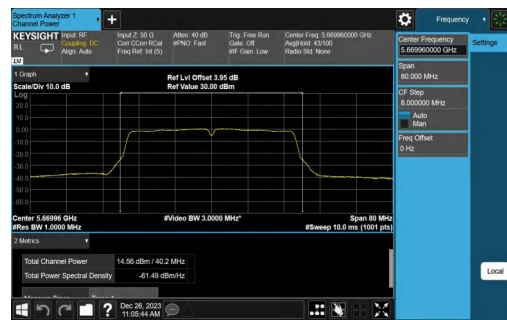 Spectrum Analyzer 1
Channel Power
Frequency
KEYSIGHT
RL
Input: RF
Coupling: DC
Align: Auto
Input Z: 50 Ω
Corr CCorr RCal
Freq Ref: Int (S)
Atten: 40 dB
#PNO: Fast
Trig: Free Run
Gate: Off
#IF Gain: Low
Center Freq: 5.669960000 GHz
Avg|Hold: 43/100
Radio Std: None
LV
1 Graph
Scale/Div 10.0 dB
Ref Lvl Offset 3.95 dB
Ref Value 30.00 dBm
Log
20.0
10.0
0.00
-10.0
-20.0
-30.0
-40.0
-50.0
-60.0
Center 5.66996 GHz
#Res BW 1.0000 MHz
#Video BW 3.0000 MHz*
Span 80 MHz
#Sweep 10.0 ms (1001 pts)
2 Metrics
Total Channel Power 14.56 dBm / 40.2 MHz
Total Power Spectral Density -61.49 dBm/Hz
Dec 26, 2023
11:05:44 AM
Center Frequency
5.669960000 GHz
Span
80.000 MHz
CF Step
8.000000 MHz
Auto
Man
Freq Offset
0 Hz
Settings
Local